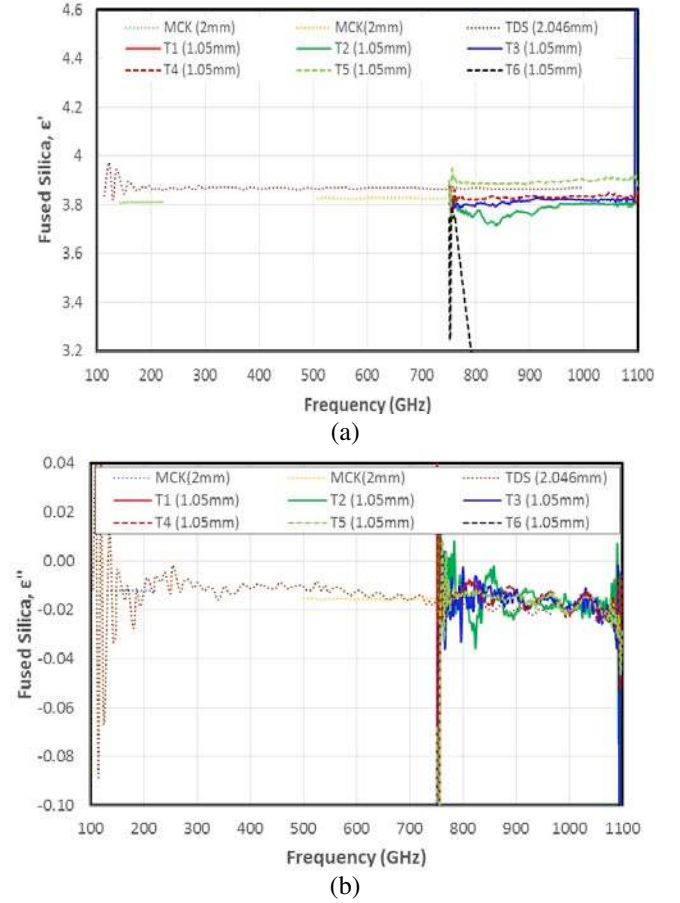 4.6
4.4
4.2
4
3.8
3.6
3.4
3.2
Fused Silica, ε'
MCK (2mm) MCK(2mm) TDS (2.046mm)
T1 (1.05mm) T2 (1.05mm) T3 (1.05mm)
T4 (1.05mm) T5 (1.05mm) T6 (1.05mm)
100 200 300 400 500 600 700 800 900 1000 1100
Frequency (GHz)
(a)
0.04
0.02
0.00
-0.02
-0.04
-0.06
-0.08
-0.10
Fused Silica, ε''
MCK(2mm) MCK(2mm) TDS (2.046mm)
T1 (1.05mm) T2 (1.05mm) T3 (1.05mm)
T4 (1.05mm) T5 (1.05mm) T6 (1.05mm)
100 200 300 400 500 600 700 800 900 1000 1100
Frequency (GHz)
(b)